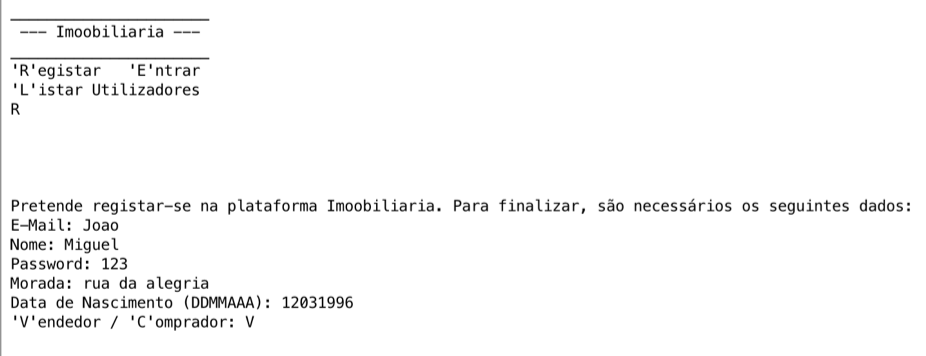 --- Imoobiliaria ---
'R'egistar 'E'ntrar
'L'istar Utilizadores
R
Pretende registar-se na plataforma Imoobiliaria. Para finalizar, são necessários os seguintes dados:
E-Mail: Joao
Nome: Miguel
Password: 123
Morada: rua da alegria
Data de Nascimento (DDMMAAA): 12031996
'V'endedor / 'C'omprador: V